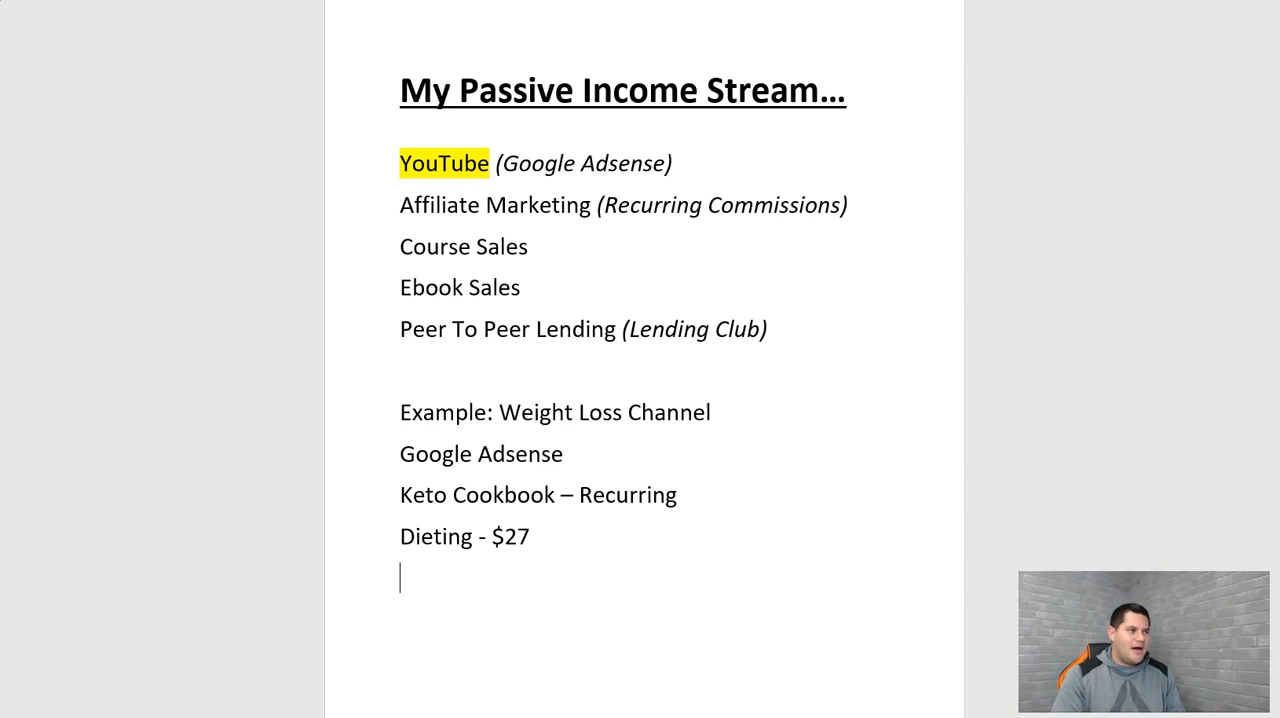 My Passive Income Stream…
YouTube (Google Adsense)
Affiliate Marketing (Recurring Commissions)
Course Sales
Ebook Sales
Peer To Peer Lending (Lending Club)
Example: Weight Loss Channel
Google Adsense
Keto Cookbook – Recurring
Dieting - $27